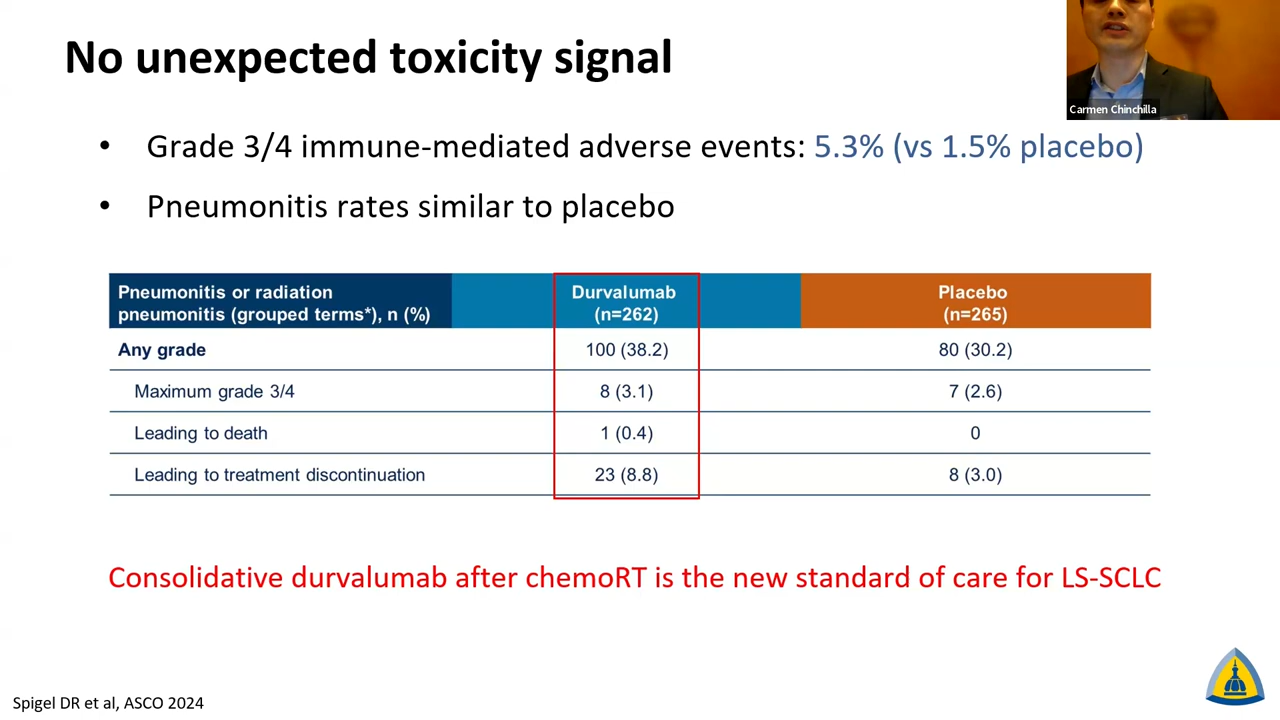 No unexpected toxicity signal
Carmen Chinchilla
• Grade 3/4 immune-mediated adverse events: 5.3% (vs 1.5% placebo)
• Pneumonitis rates similar to placebo
Pneumonitis or radiation
pneumonitis (grouped terms*), n (%)
Durvalumab
(n=262)
Placebo
(n=265)
Any grade 100 (38.2) 80 (30.2)
Maximum grade 3/4 8 (3.1) 7 (2.6)
Leading to death 1 (0.4) 0
Leading to treatment discontinuation 23 (8.8) 8 (3.0)
Consolidative durvalumab after chemoRT is the new standard of care for LS-SCLC
Spigel DR et al, ASCO 2024